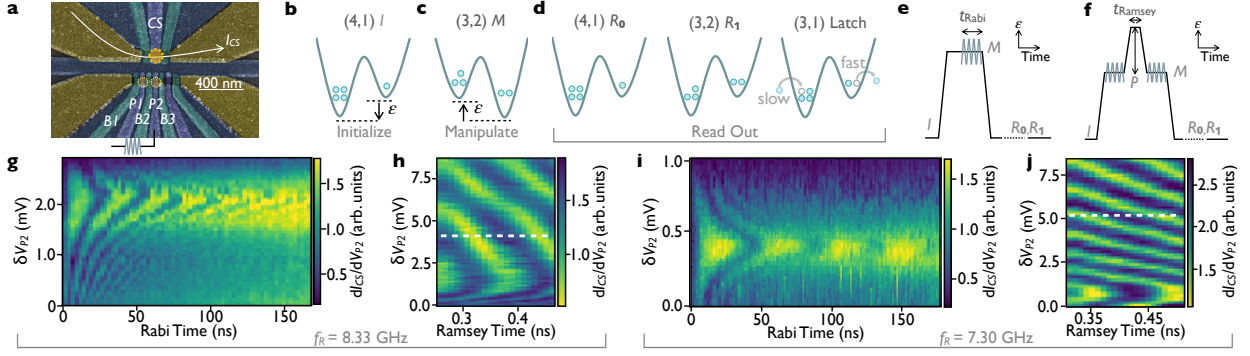 a
CS
I_CS
400 nm
P1 P2
B1 B2 B3
b
(4,1) I
ε
Initialize
c
(3,2) M
ε
Manipulate
d
(4,1) R₀
(3,2) R₁
(3,1) Latch
slow
fast
Read Out
e
t_Rabi
M
ε
Time
I
R₀,R₁
f
t_Ramsey
M
P
ε
Time
I
R₀,R₁
g
2.0
1.0
0
δV_P2 (mV)
0 50 100 150
Rabi Time (ns)
1.5
1.0
0.5
dI_CS/dV_P2 (arb. units)
h
7.5
5.0
2.5
0
δV_P2 (mV)
0.3 0.4
Ramsey Time (ns)
1.5
1.0
dI_CS/dV_P2 (arb. units)
f_R = 8.33 GHz
i
1.0
0.5
0.0
δV_P2 (mV)
0 50 100 150
Rabi Time (ns)
1.5
1.0
0.5
dI_CS/dV_P2 (arb. units)
j
7.5
5.0
2.5
0
δV_P2 (mV)
0.35 0.45
Ramsey Time (ns)
2.5
2.0
1.5
dI_CS/dV_P2 (arb. units)
f_R = 7.30 GHz